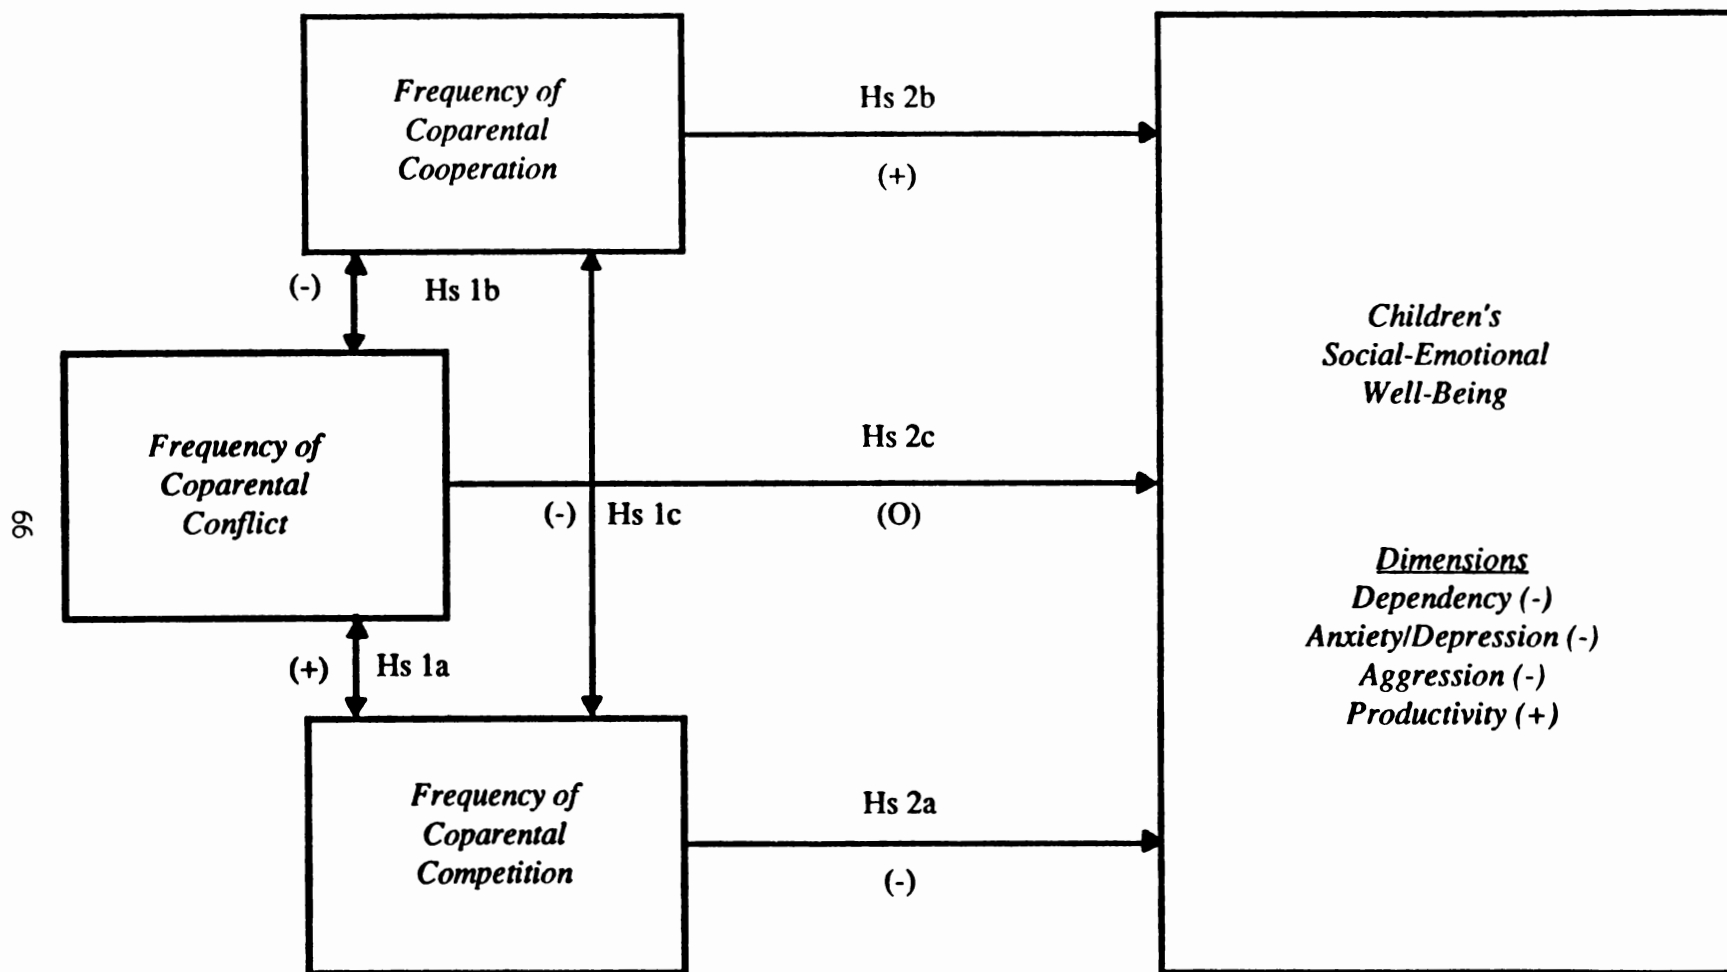 Frequency of
Coparental
Cooperation
Hs 2b
(+)
(-)
Hs 1b
Frequency of
Coparental
Conflict
Hs 2c
(-)
Hs 1c
(O)
(+)
Hs 1a
Frequency of
Coparental
Competition
Hs 2a
(-)
Children's
Social-Emotional
Well-Being
Dimensions
Dependency (-)
Anxiety/Depression (-)
Aggression (-)
Productivity (+)
66